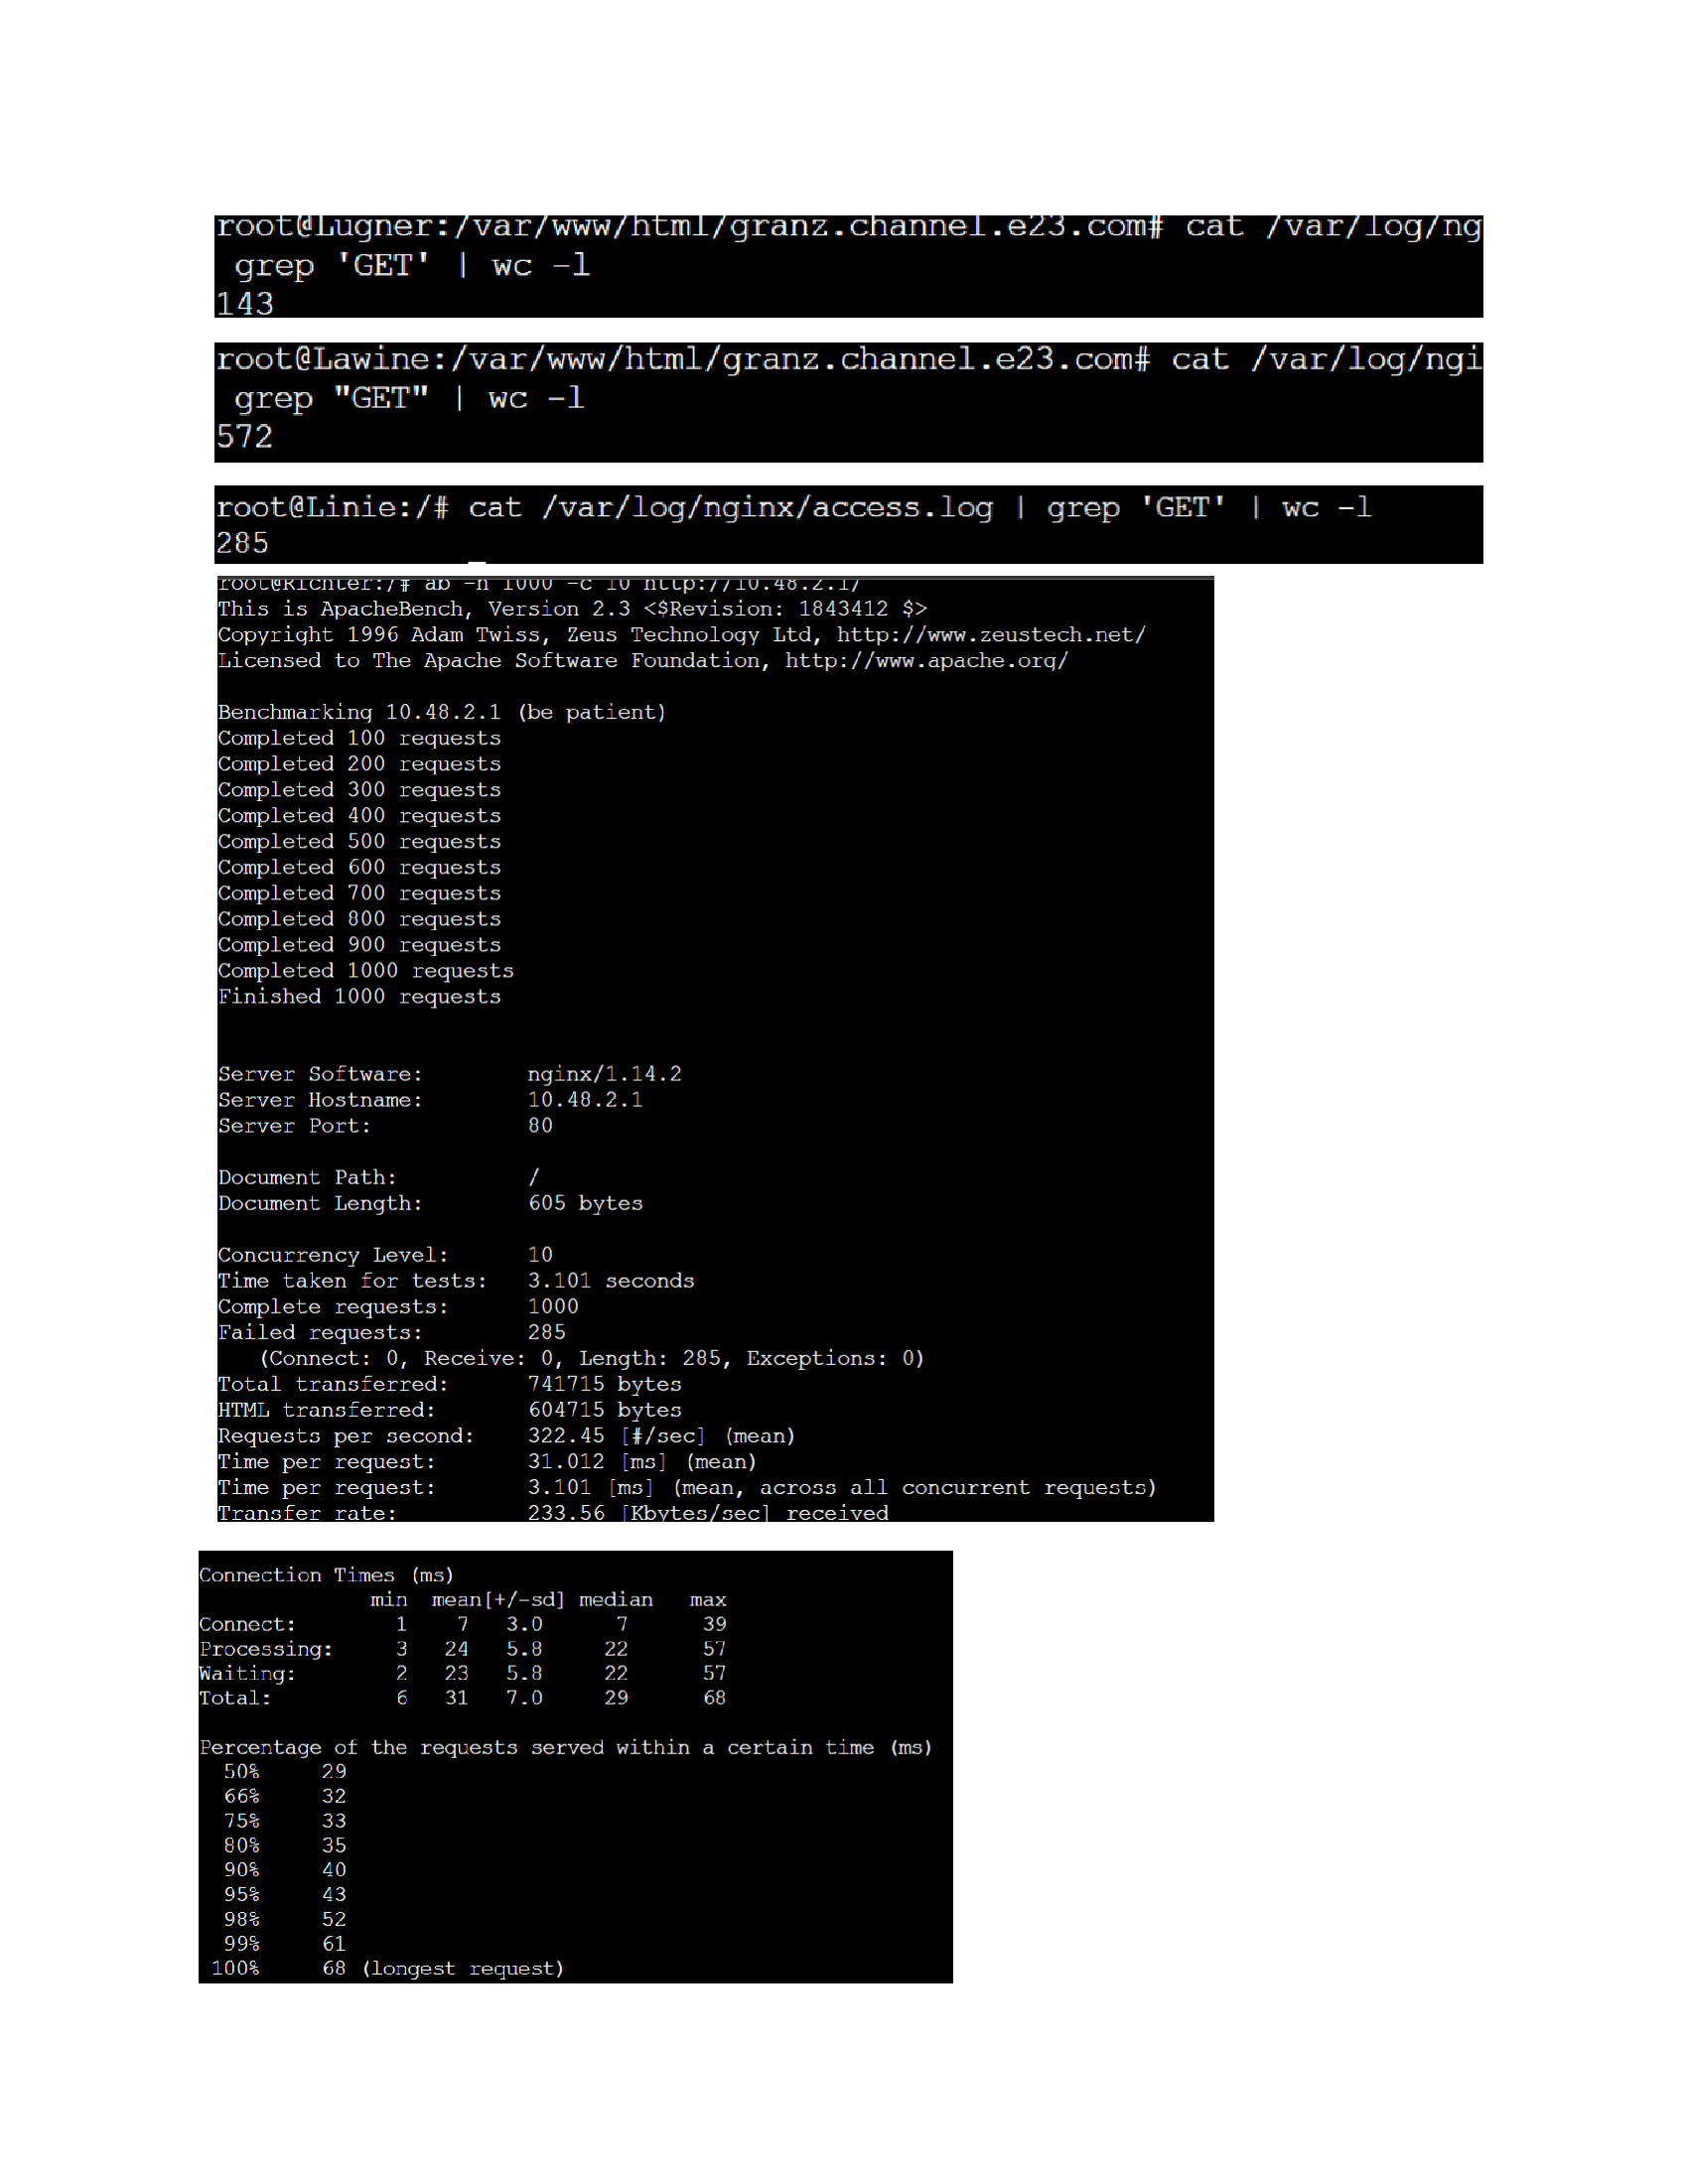 root@Lugner:/var/www/html/granz.channel.e23.com# cat /var/log/ng
grep 'GET' | wc -l
143
root@Lawine:/var/www/html/granz.channel.e23.com# cat /var/log/ngi
grep "GET" | wc -l
572
root@Linie:/# cat /var/log/nginx/access.log | grep 'GET' | wc -l
285
root@Richter:/# ab -n 1000 -c 10 http://10.48.2.1/
This is ApacheBench, Version 2.3 <$Revision: 1843412 $>
Copyright 1996 Adam Twiss, Zeus Technology Ltd, http://www.zeustech.net/
Licensed to The Apache Software Foundation, http://www.apache.org/
Benchmarking 10.48.2.1 (be patient)
Completed 100 requests
Completed 200 requests
Completed 300 requests
Completed 400 requests
Completed 500 requests
Completed 600 requests
Completed 700 requests
Completed 800 requests
Completed 900 requests
Completed 1000 requests
Finished 1000 requests
Server Software: nginx/1.14.2
Server Hostname: 10.48.2.1
Server Port: 80
Document Path: /
Document Length: 605 bytes
Concurrency Level: 10
Time taken for tests: 3.101 seconds
Complete requests: 1000
Failed requests: 285
(Connect: 0, Receive: 0, Length: 285, Exceptions: 0)
Total transferred: 741715 bytes
HTML transferred: 604715 bytes
Requests per second: 322.45 [#/sec] (mean)
Time per request: 31.012 [ms] (mean)
Time per request: 3.101 [ms] (mean, across all concurrent requests)
Transfer rate: 233.56 [Kbytes/sec] received
Connection Times (ms)
min mean[+/-sd] median max
Connect: 1 7 3.0 7 39
Processing: 3 24 5.8 22 57
Waiting: 2 23 5.8 22 57
Total: 6 31 7.0 29 68
Percentage of the requests served within a certain time (ms)
50% 29
66% 32
75% 33
80% 35
90% 40
95% 43
98% 52
99% 61
100% 68 (longest request)